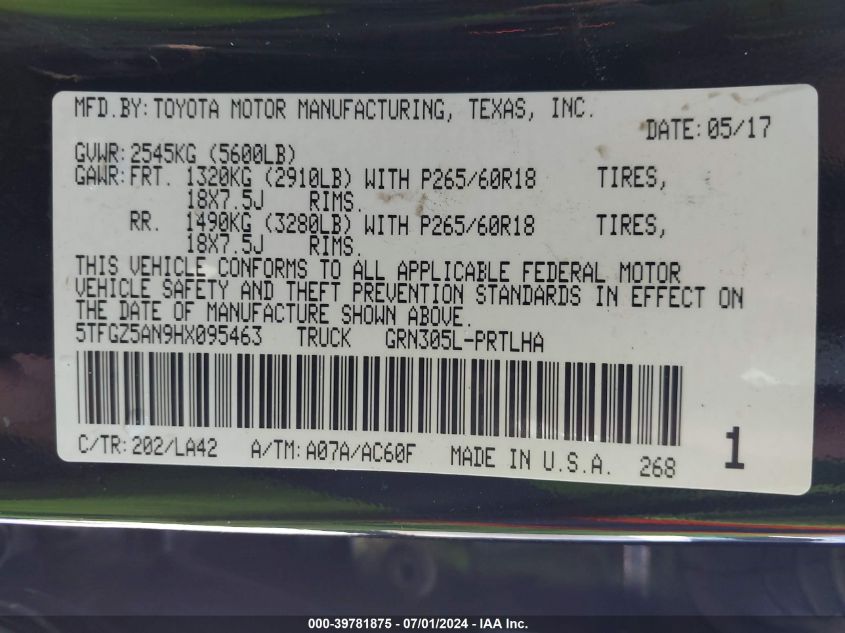 MFD.BY: TOYOTA MOTOR MANUFACTURING, TEXAS, INC.
DATE: 05/17
GVWR: 2545KG (5600LB)
GAWR: FRT. 1320KG (2910LB) WITH P265/60R18 TIRES,
18X7.5J RIMS.
RR. 1490KG (3280LB) WITH P265/60R18 TIRES,
18X7.5J RIMS.
THIS VEHICLE CONFORMS TO ALL APPLICABLE FEDERAL MOTOR
VEHICLE SAFETY AND THEFT PREVENTION STANDARDS IN EFFECT ON
THE DATE OF MANUFACTURE SHOWN ABOVE.
5TFGZ5AN9HX095463 TRUCK GRN305L-PRTLHA
C/TR: 202/LA42 A/TM: A07A/AC60F MADE IN U.S.A. 268 1
000-39781875 - 07/01/2024 - IAA Inc.